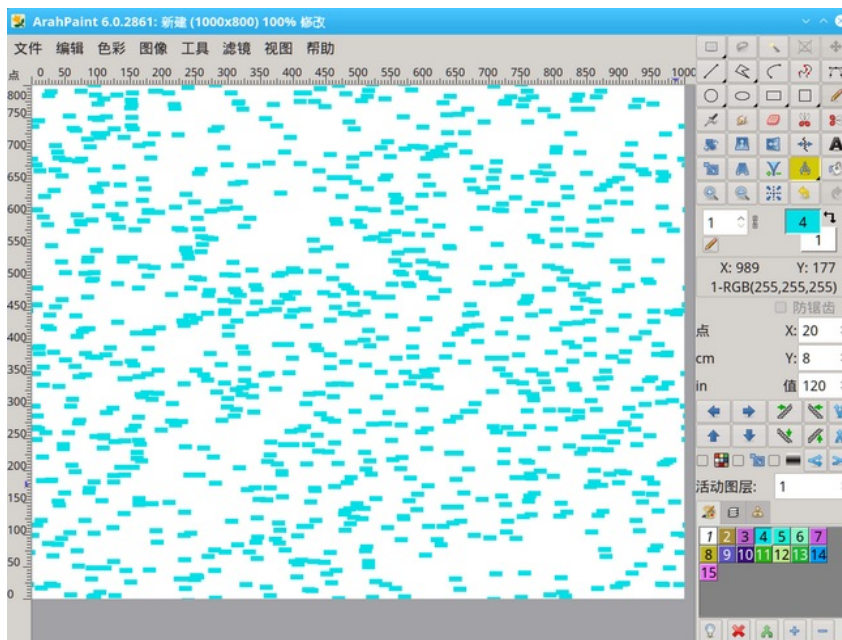 ArahPaint 6.0.2861: 新建 (1000x800) 100% 修改
文件 编辑 色彩 图像 工具 滤镜 视图 帮助
点 0 50 100 150 200 250 300 350 400 450 500 550 600 650 700 750 800 850 900 950 1000
800
750
700
650
600
550
500
450
400
350
300
250
200
150
100
50
0
1 4
1
X: 989 Y: 177
1-RGB(255,255,255)
防锯齿
点 X: 20
cm Y: 8
in 值 120
活动图层: 1
1 2 3 4 5 6 7
8 9 10 11 12 13 14
15